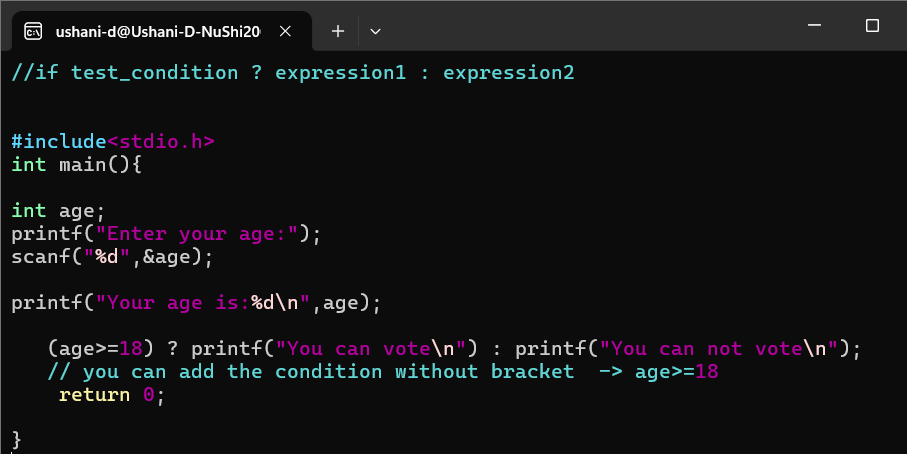 ushani-d@Ushani-D-NuShi20
//if test_condition ? expression1 : expression2
#include<stdio.h>
int main(){
int age;
printf("Enter your age:");
scanf("%d",&age);
printf("Your age is:%d\n",age);
(age>=18) ? printf("You can vote\n") : printf("You can not vote\n");
// you can add the condition without bracket  -> age>=18
return 0;
}